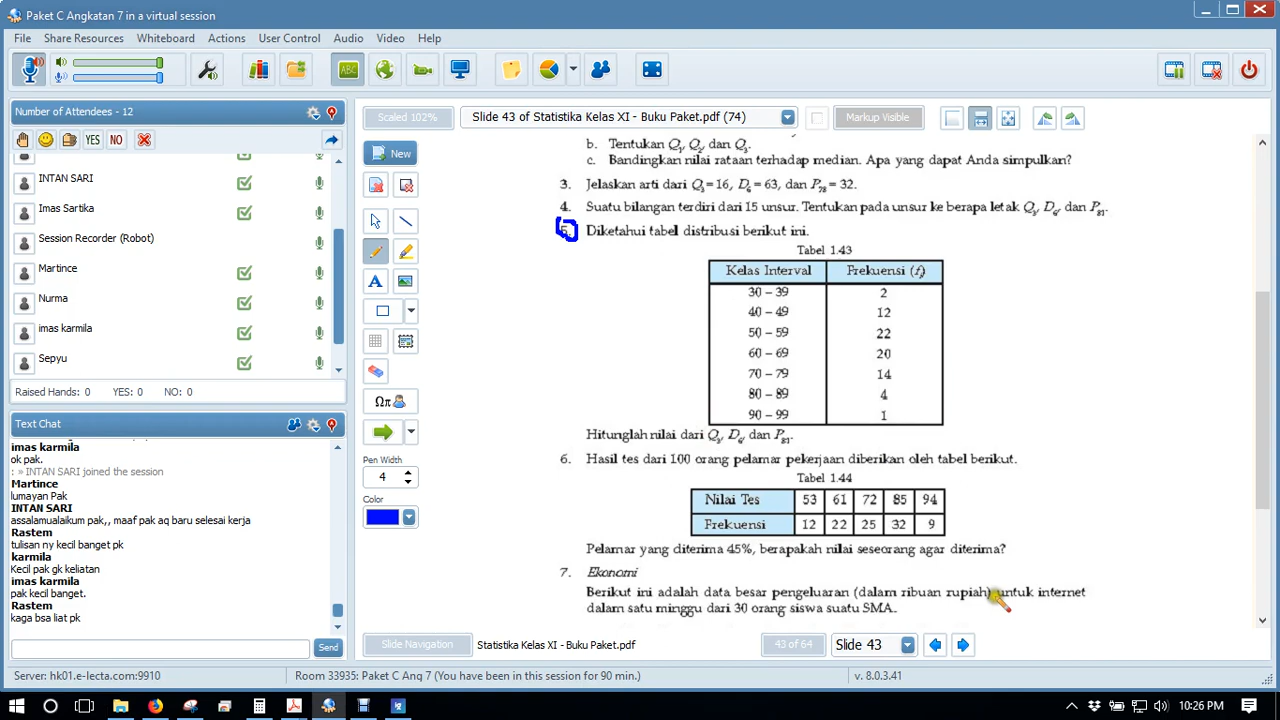 Paket C Angkatan 7 in a virtual session
File Share Resources Whiteboard Actions User Control Audio Video Help
ABC
Number of Attendees - 12
YES NO
INTAN SARI
Imas Sartika
Session Recorder (Robot)
Martince
Nurma
imas karmila
Sepyu
Raised Hands: 0 YES: 0 NO: 0
Text Chat
imas karmila
ok pak.
: » INTAN SARI joined the session
Martince
lumayan Pak
INTAN SARI
assalamualaikum pak,, maaf pak aq baru selesai kerja
Rastem
tulisan ny kecil banget pk
karmila
Kecil pak gk keliatan
imas karmila
pak kecil banget.
Rastem
kaga bsa liat pk
Send
Scaled 102%
Slide 43 of Statistika Kelas XI - Buku Paket.pdf (74)
Markup Visible
New
A
Ωπ
Pen Width
4
Color
b. Tentukan Q₁, Q₂, dan Q₃.
c. Bandingkan nilai rataan terhadap median. Apa yang dapat Anda simpulkan?
3. Jelaskan arti dari Q₃ = 16, D₆ = 63, dan P₇₈ = 32.
4. Suatu bilangan terdiri dari 15 unsur. Tentukan pada unsur ke berapa letak Q₁, D₆, dan P₈₁.
5. Diketahui tabel distribusi berikut ini.
Tabel 1.43
Kelas Interval Frekuensi (f)
30 – 39 2
40 – 49 12
50 – 59 22
60 – 69 20
70 – 79 14
80 – 89 4
90 – 99 1
Hitunglah nilai dari Q₁, D₆, dan P₈₁.
6. Hasil tes dari 100 orang pelamar pekerjaan diberikan oleh tabel berikut.
Tabel 1.44
Nilai Tes 53 61 72 85 94
Frekuensi 12 22 25 32 9
Pelamar yang diterima 45%, berapakah nilai seseorang agar diterima?
7. Ekonomi
Berikut ini adalah data besar pengeluaran (dalam ribuan rupiah) untuk internet
dalam satu minggu dari 30 orang siswa suatu SMA.
Slide Navigation Statistika Kelas XI - Buku Paket.pdf 43 of 64 Slide 43
Server: hk01.e-lecta.com:9910 Room 33935: Paket C Ang 7 (You have been in this session for 90 min.) v. 8.0.3.41
10:26 PM